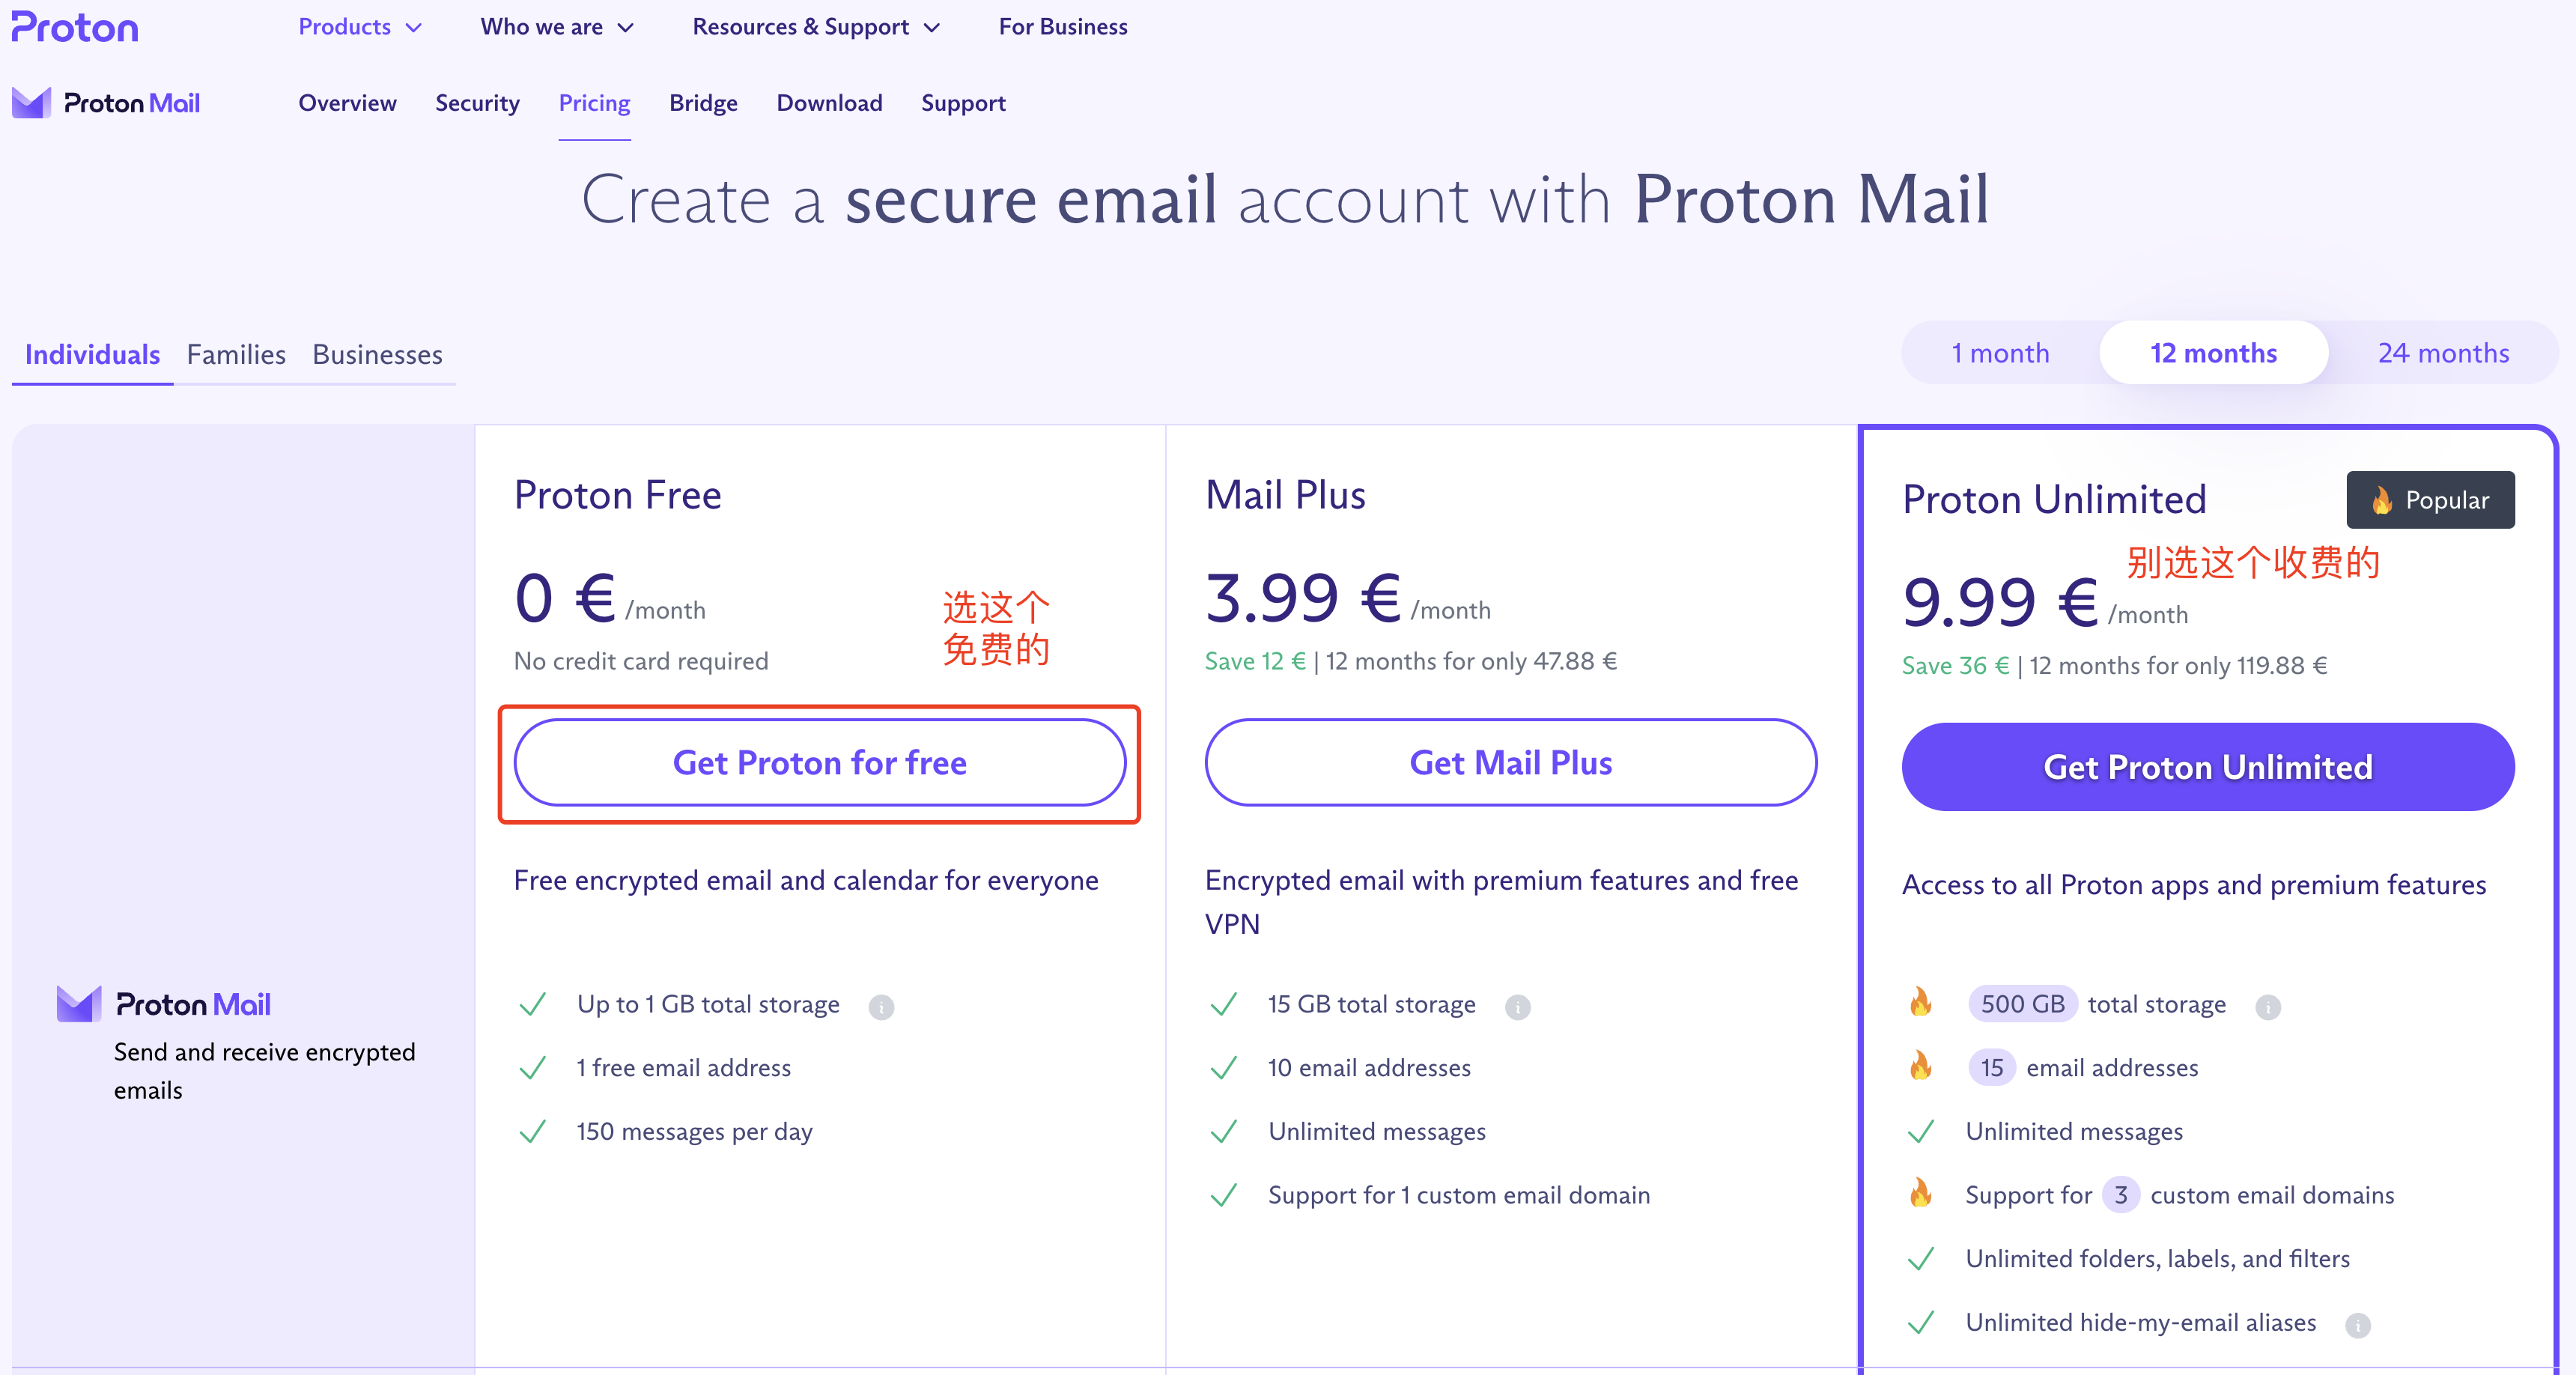 Proton
Products
Who we are
Resources & Support
For Business
Proton Mail
Overview
Security
Pricing
Bridge
Download
Support
Create a secure email account with Proton Mail
Individuals
Families
Businesses
1 month
12 months
24 months
Proton Free
0 € /month
No credit card required
选这个
免费的
Get Proton for free
Free encrypted email and calendar for everyone
Mail Plus
3.99 € /month
Save 12 € | 12 months for only 47.88 €
Get Mail Plus
Encrypted email with premium features and free
VPN
Proton Unlimited
🔥 Popular
别选这个收费的
9.99 € /month
Save 36 € | 12 months for only 119.88 €
Get Proton Unlimited
Access to all Proton apps and premium features
Proton Mail
Send and receive encrypted
emails
Up to 1 GB total storage
1 free email address
150 messages per day
15 GB total storage
10 email addresses
Unlimited messages
Support for 1 custom email domain
500 GB total storage
15 email addresses
Unlimited messages
Support for 3 custom email domains
Unlimited folders, labels, and filters
Unlimited hide-my-email aliases